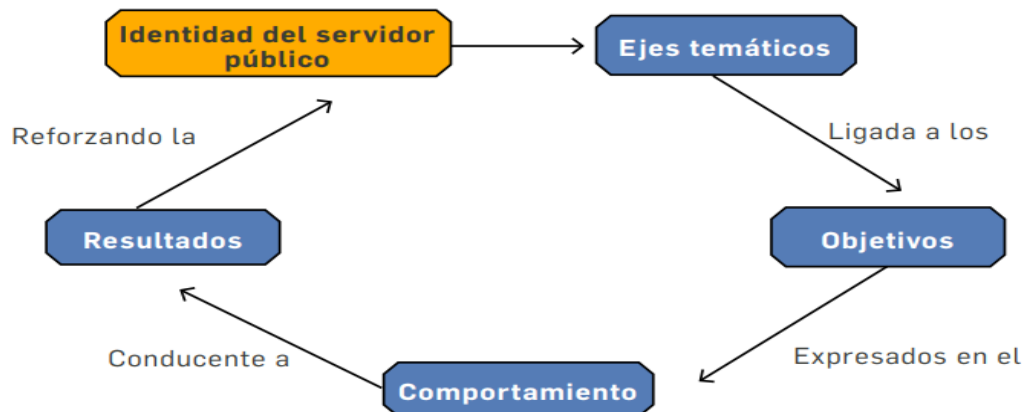 Identidad del servidor
público
Ejes temáticos
Reforzando la
Ligada a los
Resultados
Objetivos
Conducente a
Expresados en el
Comportamiento